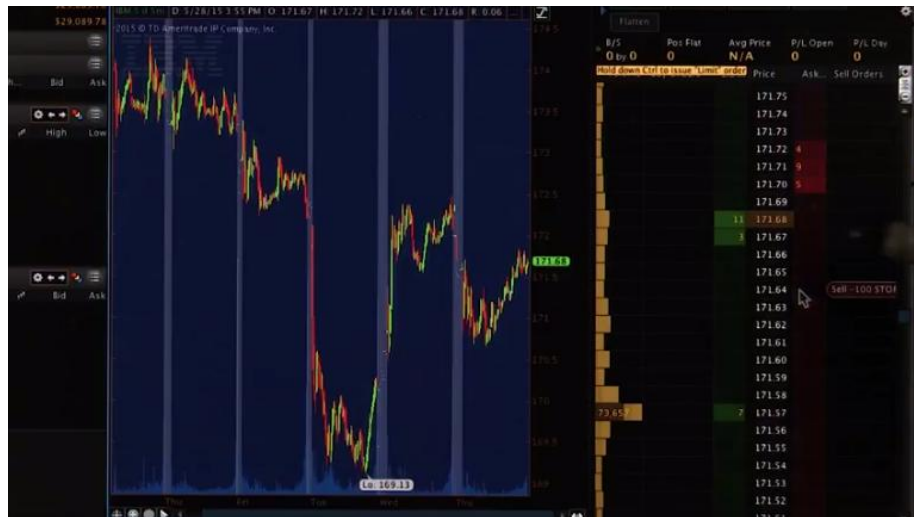 329.089.78
Bid Ask
High Low
Bid Ask
D: 5/28/15 3:55 PM O: 171.67 H: 171.72 L: 171.66 C: 171.68 R: 0.06
2015 © TD Ameritrade IP Company, Inc.
174.5
174
173.5
173
172.5
172
171.68
171.5
171
170.5
170
169.5
169
Lo: 169.13
Thu Fri Tue Wed Thu
Flatten
B/S Pos Flat Avg Price P/L Open P/L Day
0 by 0 0 N/A 0 0
Hold down Ctrl to issue "Limit" order Price Ask... Sell Orders
171.75
171.74
171.73
171.72 4
171.71 9
171.70 5
171.69
11 171.68
3 171.67
171.66
171.65
171.64 Sell -100 STOP
171.63
171.62
171.61
171.60
171.59
171.58
73,657 7 171.57
171.56
171.55
171.54
171.53
171.52